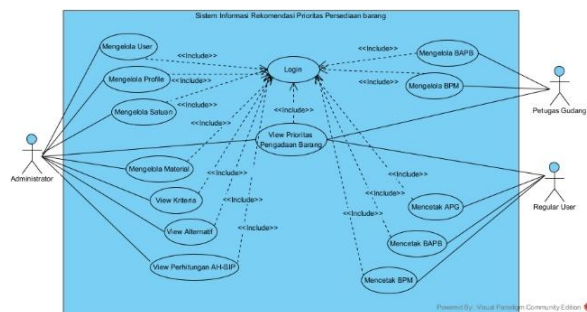 Sistem Informasi Rekomendasi Prioritas Persediaan barang
Mengelola User
<<Include>>
<<Include>>
Mengelola BAPB
Mengelola Profile
<<Include>>
Login
<<Include>>
Mengelola BPM
Mengelola Satuan
<<Include>>
<<Include>>
Petugas Gudang
View Prioritas
Pengadaan Barang
Administrator
<<Include>>
<<Include>>
Mengelola Material
<<Include>>
View Kriteria
<<Include>>
<<Include>>
Mencetak APG
Regular User
View Alternatif
<<Include>>
<<Include>>
Mencetak BAPB
View Perhitungan AH-SIP
Mencetak BPM
Powered By: Visual Paradigm Community Edition